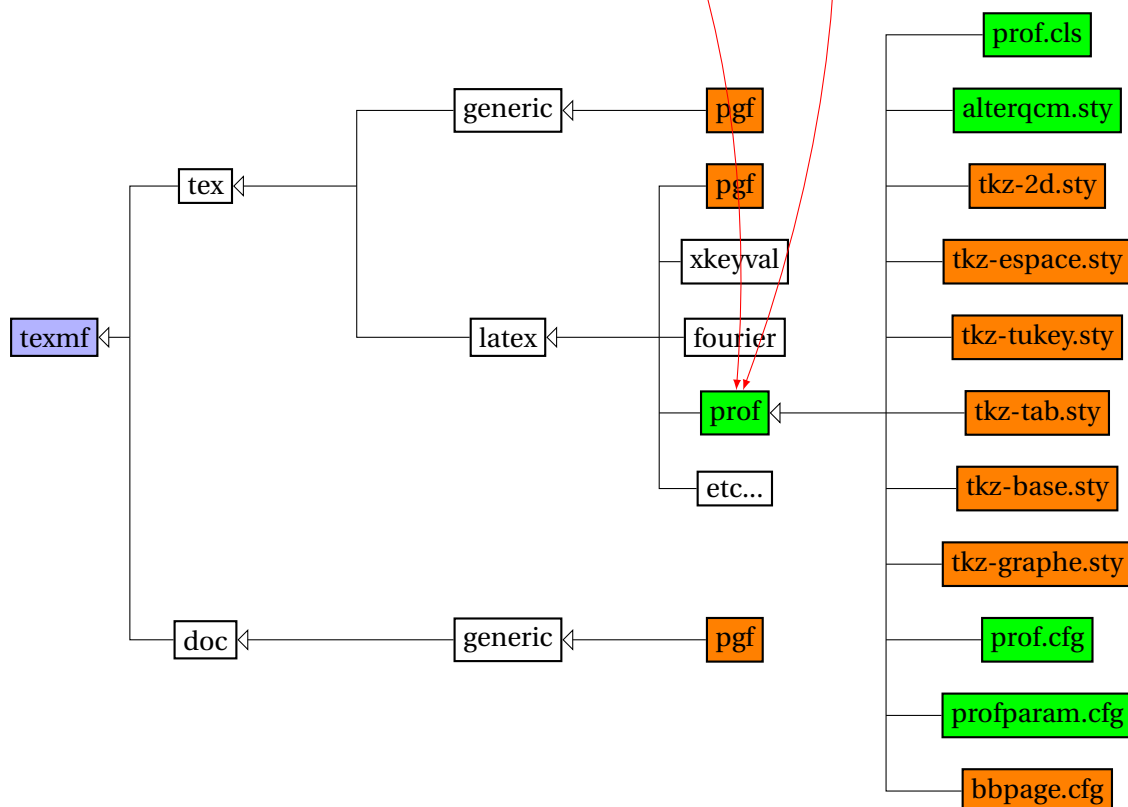 prof.cls
generic
pgf
alterqcm.sty
tex
pgf
tkz-2d.sty
xkeyval
tkz-espace.sty
texmf
latex
fourier
tkz-tukey.sty
prof
tkz-tab.sty
etc...
tkz-base.sty
tkz-graphe.sty
doc
generic
pgf
prof.cfg
profparam.cfg
bbpage.cfg